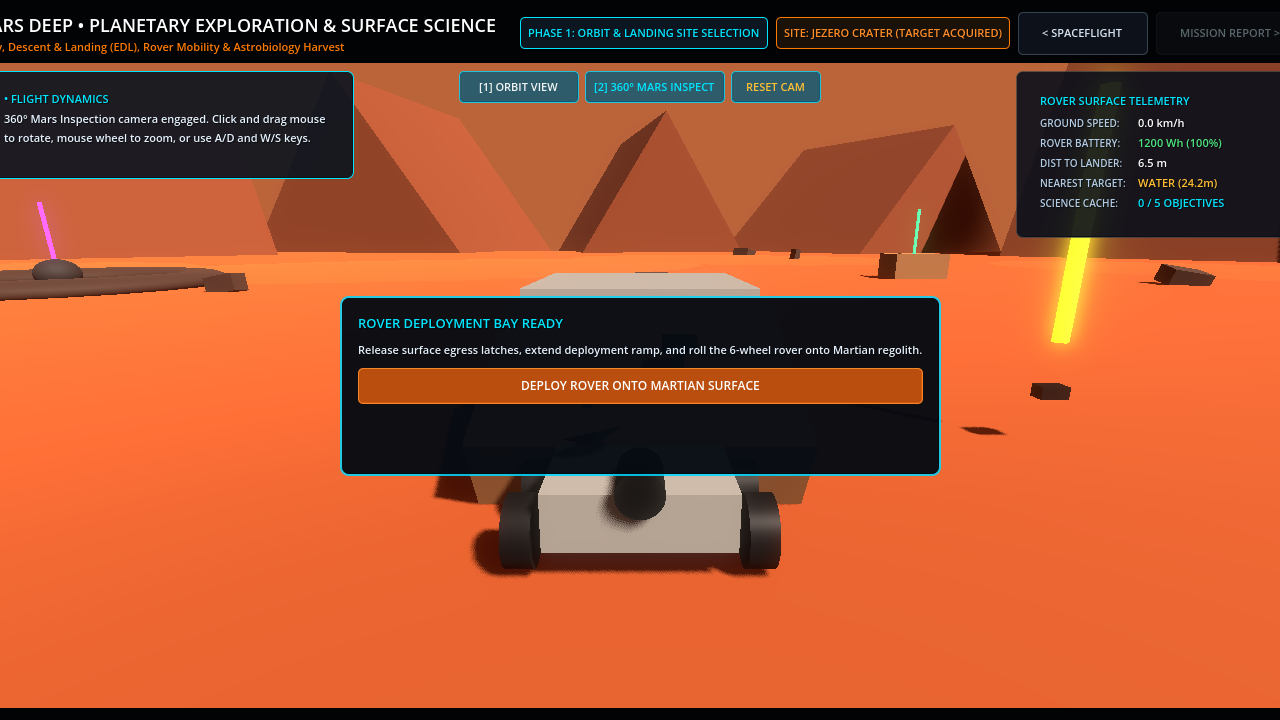 ARS DEEP • PLANETARY EXPLORATION & SURFACE SCIENCE
, Descent & Landing (EDL), Rover Mobility & Astrobiology Harvest
PHASE 1: ORBIT & LANDING SITE SELECTION
SITE: JEZERO CRATER (TARGET ACQUIRED)
< SPACEFLIGHT
MISSION REPORT >
• FLIGHT DYNAMICS
360° Mars Inspection camera engaged. Click and drag mouse
to rotate, mouse wheel to zoom, or use A/D and W/S keys.
[1] ORBIT VIEW
[2] 360° MARS INSPECT
RESET CAM
ROVER SURFACE TELEMETRY
GROUND SPEED: 0.0 km/h
ROVER BATTERY: 1200 Wh (100%)
DIST TO LANDER: 6.5 m
NEAREST TARGET: WATER (24.2m)
SCIENCE CACHE: 0 / 5 OBJECTIVES
ROVER DEPLOYMENT BAY READY
Release surface egress latches, extend deployment ramp, and roll the 6-wheel rover onto Martian regolith.
DEPLOY ROVER ONTO MARTIAN SURFACE